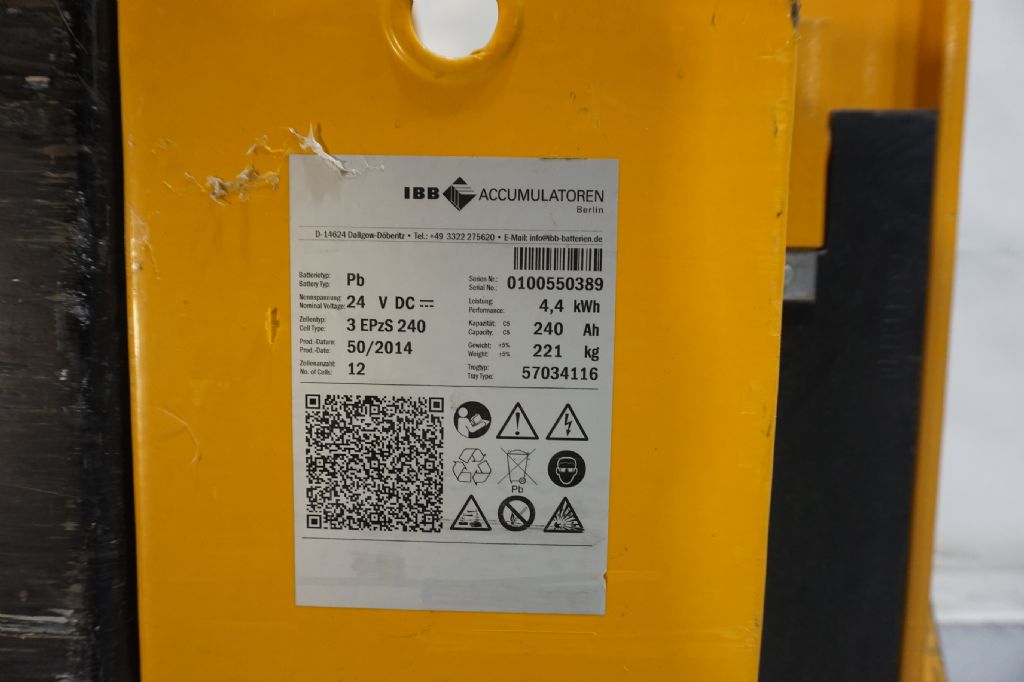 IBB ACCUMULATOREN
Berlin
D-14624 Dallgow-Döberitz • Tel.: +49 3322 275620 • E-Mail: info@ibb-batterien.de
Batterietyp:
Battery Typ: Pb
Serien Nr.:
Serial No.: 0100550389
Nennspannung:
Nominal Voltage: 24 V DC
Leistung:
Performance: 4,4 kWh
Zellentyp:
Cell Type: 3 EPzS 240
Kapazität: C5
Capacity: C5 240 Ah
Prod.-Datum:
Prod.-Date: 50/2014
Gewicht: ±5%
Weight: ±5% 221 kg
Zellenanzahl:
No. of Cells: 12
Trogtyp:
Tray Type: 57034116
Pb